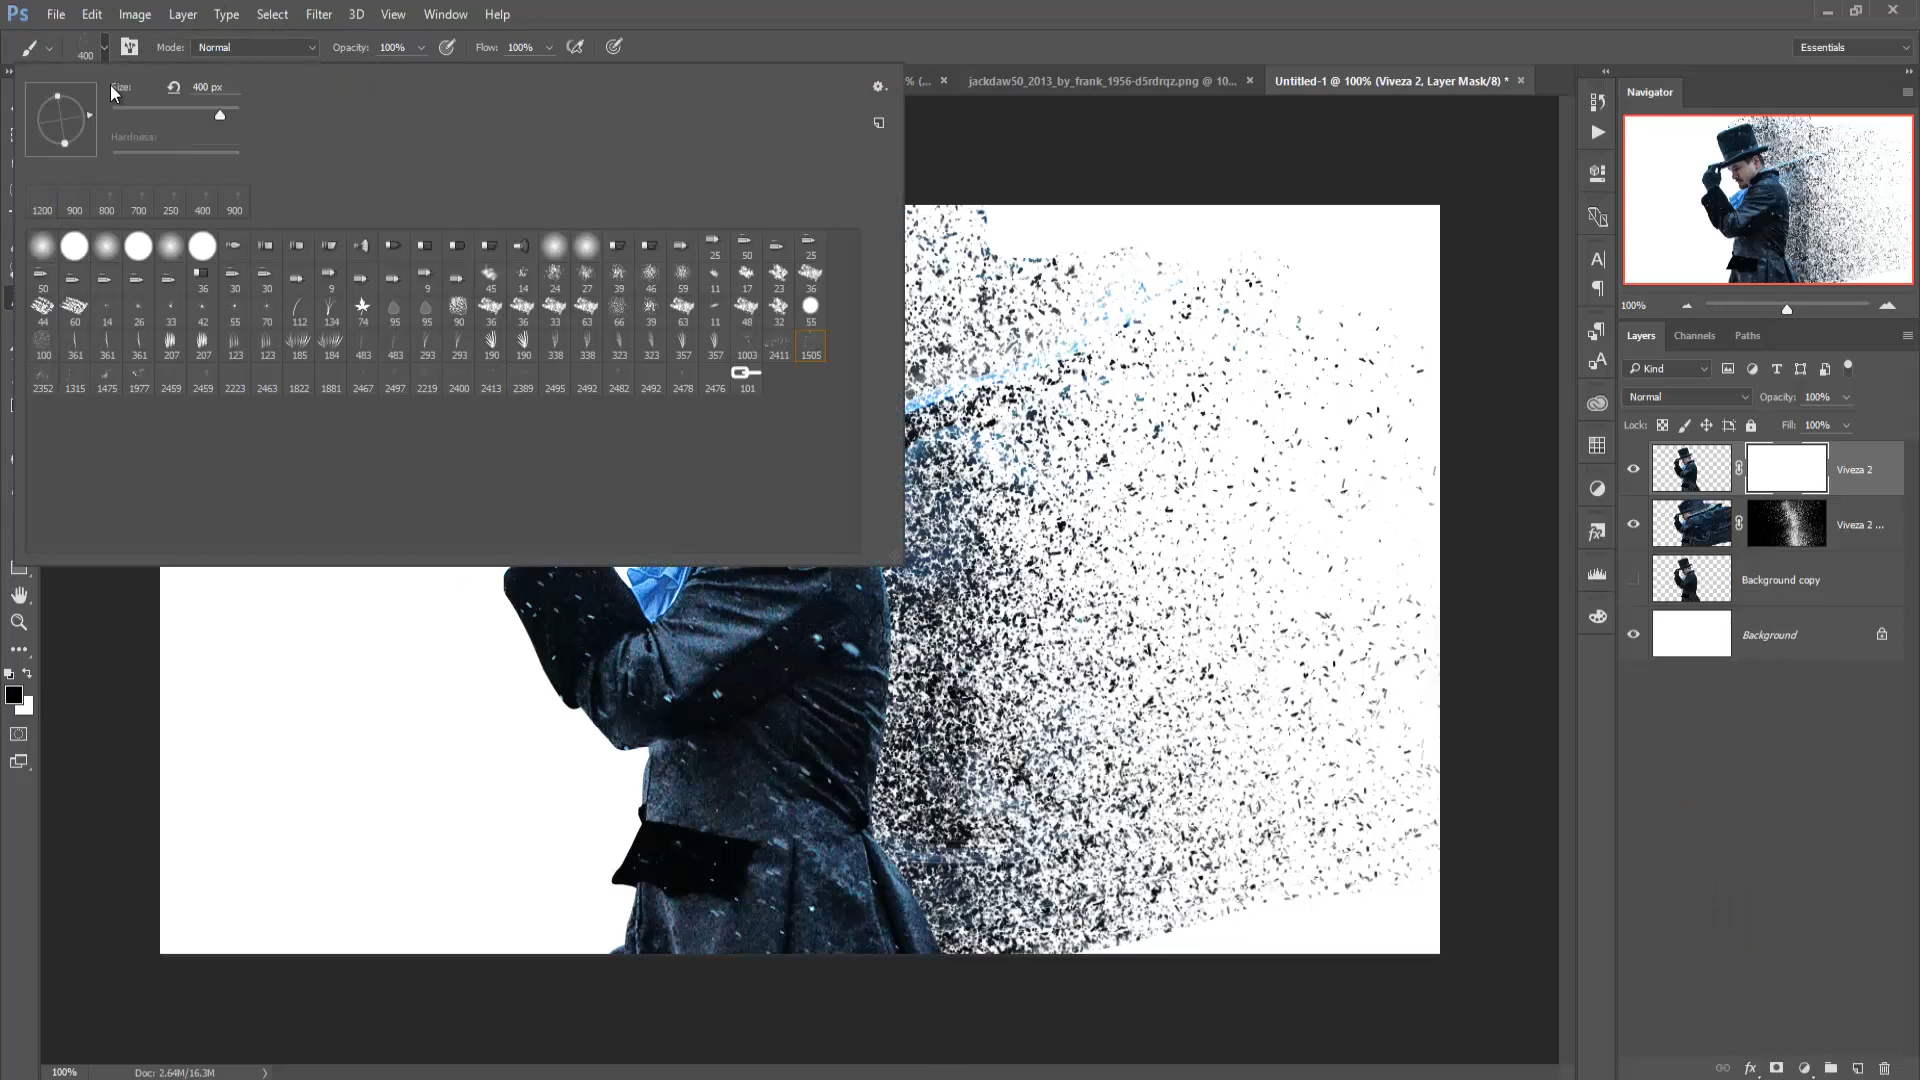 Ps File Edit Image Layer Type Select Filter 3D View Window Help
400 Mode: Normal Opacity: 100% Flow: 100% Essentials
Size: 400 px
Hardness:
% (... jackdaw50_2013_by_frank_1956-d5rdrqz.png @ 10... Untitled-1 @ 100% (Viveza 2, Layer Mask/8) *
Navigator
1200 900 800 700 250 400 900
25 50 25
50 36 30 30 9 9 45 14 24 27 39 46 59 11 17 23 36
44 60 14 26 33 42 55 70 112 134 74 95 95 90 36 36 33 63 66 39 63 11 48 32 55
100 361 361 361 207 207 123 123 185 184 483 483 293 293 190 190 338 338 323 323 357 357 1003 2411 1505
2352 1315 1475 1977 2459 2459 2223 2463 1822 1881 2467 2497 2219 2400 2413 2389 2495 2492 2482 2492 2478 2476 101
100%
Layers Channels Paths
Kind
Normal Opacity: 100%
Lock: Fill: 100%
Viveza 2
Viveza 2 ...
Background copy
Background
100% Doc: 2.64M/16.3M